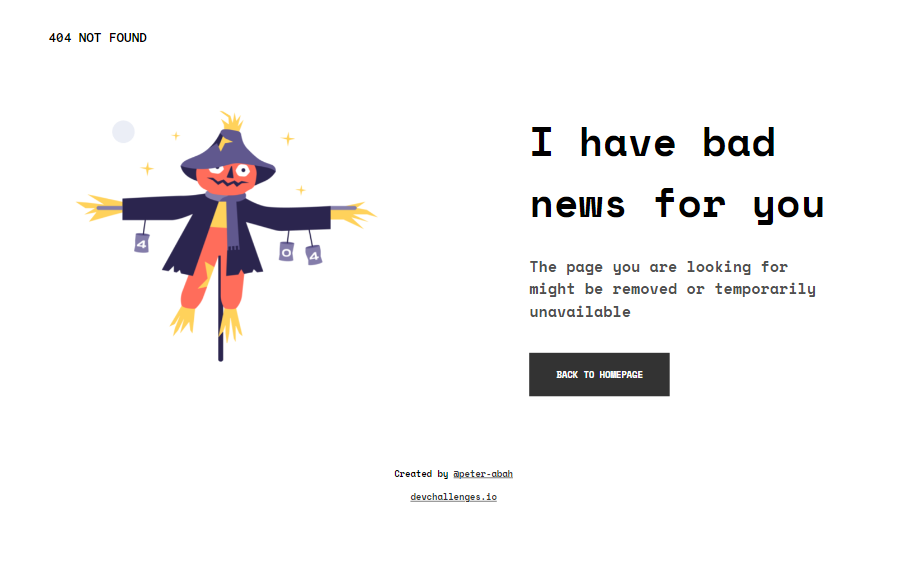 404 NOT FOUND
4
0
4
I have bad
news for you
The page you are looking for
might be removed or temporarily
unavailable
BACK TO HOMEPAGE
Created by @peter-abah
devchallenges.io